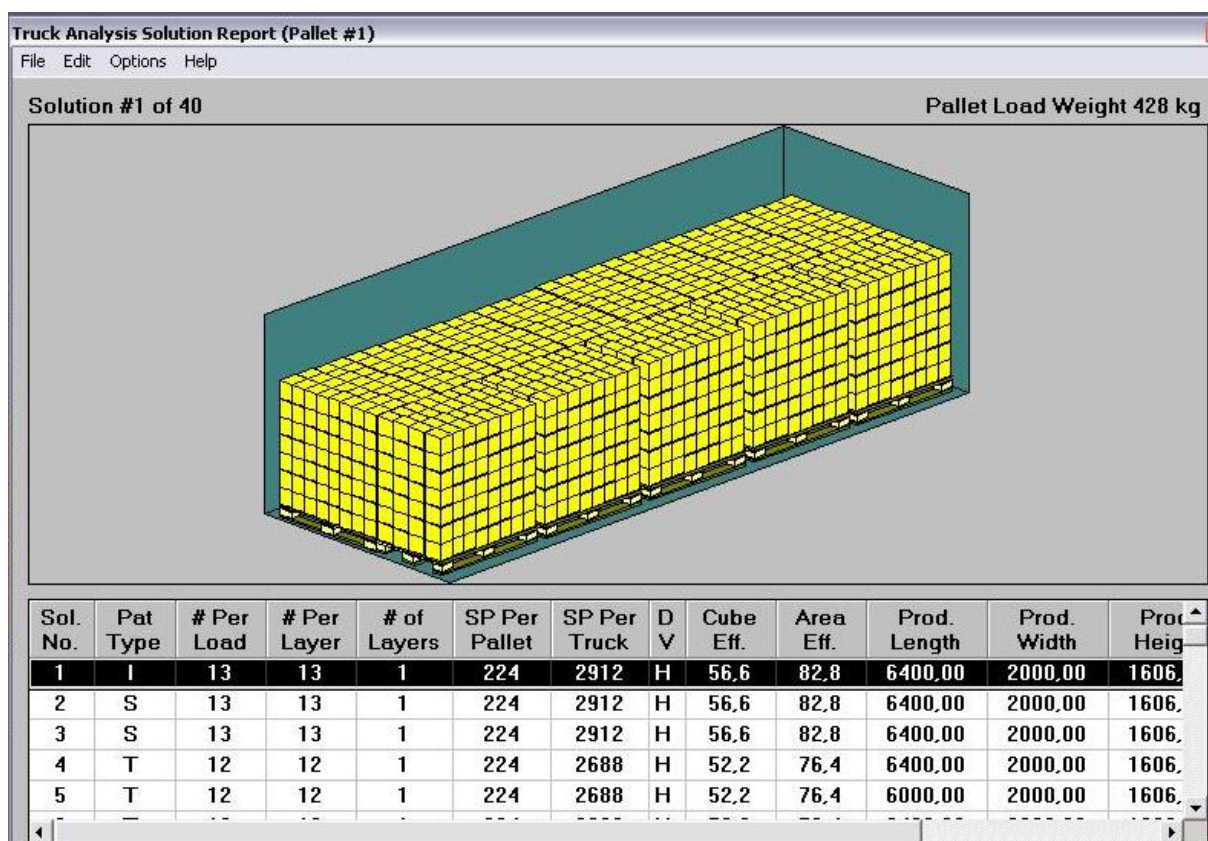 Truck Analysis Solution Report (Pallet #1)
File Edit Options Help
Solution #1 of 40 Pallet Load Weight 428 kg
Sol. Pat # Per # Per # of SP Per SP Per D Cube Area Prod. Prod.
No. Type Load Layer Layers Pallet Truck V Eff. Eff. Length Width
1 I 13 13 1 224 2912 H 56,6 82,8 6400,00 2000,00 1606,
2 S 13 13 1 224 2912 H 56,6 82,8 6400,00 2000,00 1606,
3 S 13 13 1 224 2912 H 56,6 82,8 6400,00 2000,00 1606,
4 T 12 12 1 224 2688 H 52,2 76,4 6400,00 2000,00 1606,
5 T 12 12 1 224 2688 H 52,2 76,4 6000,00 2000,00 1606,